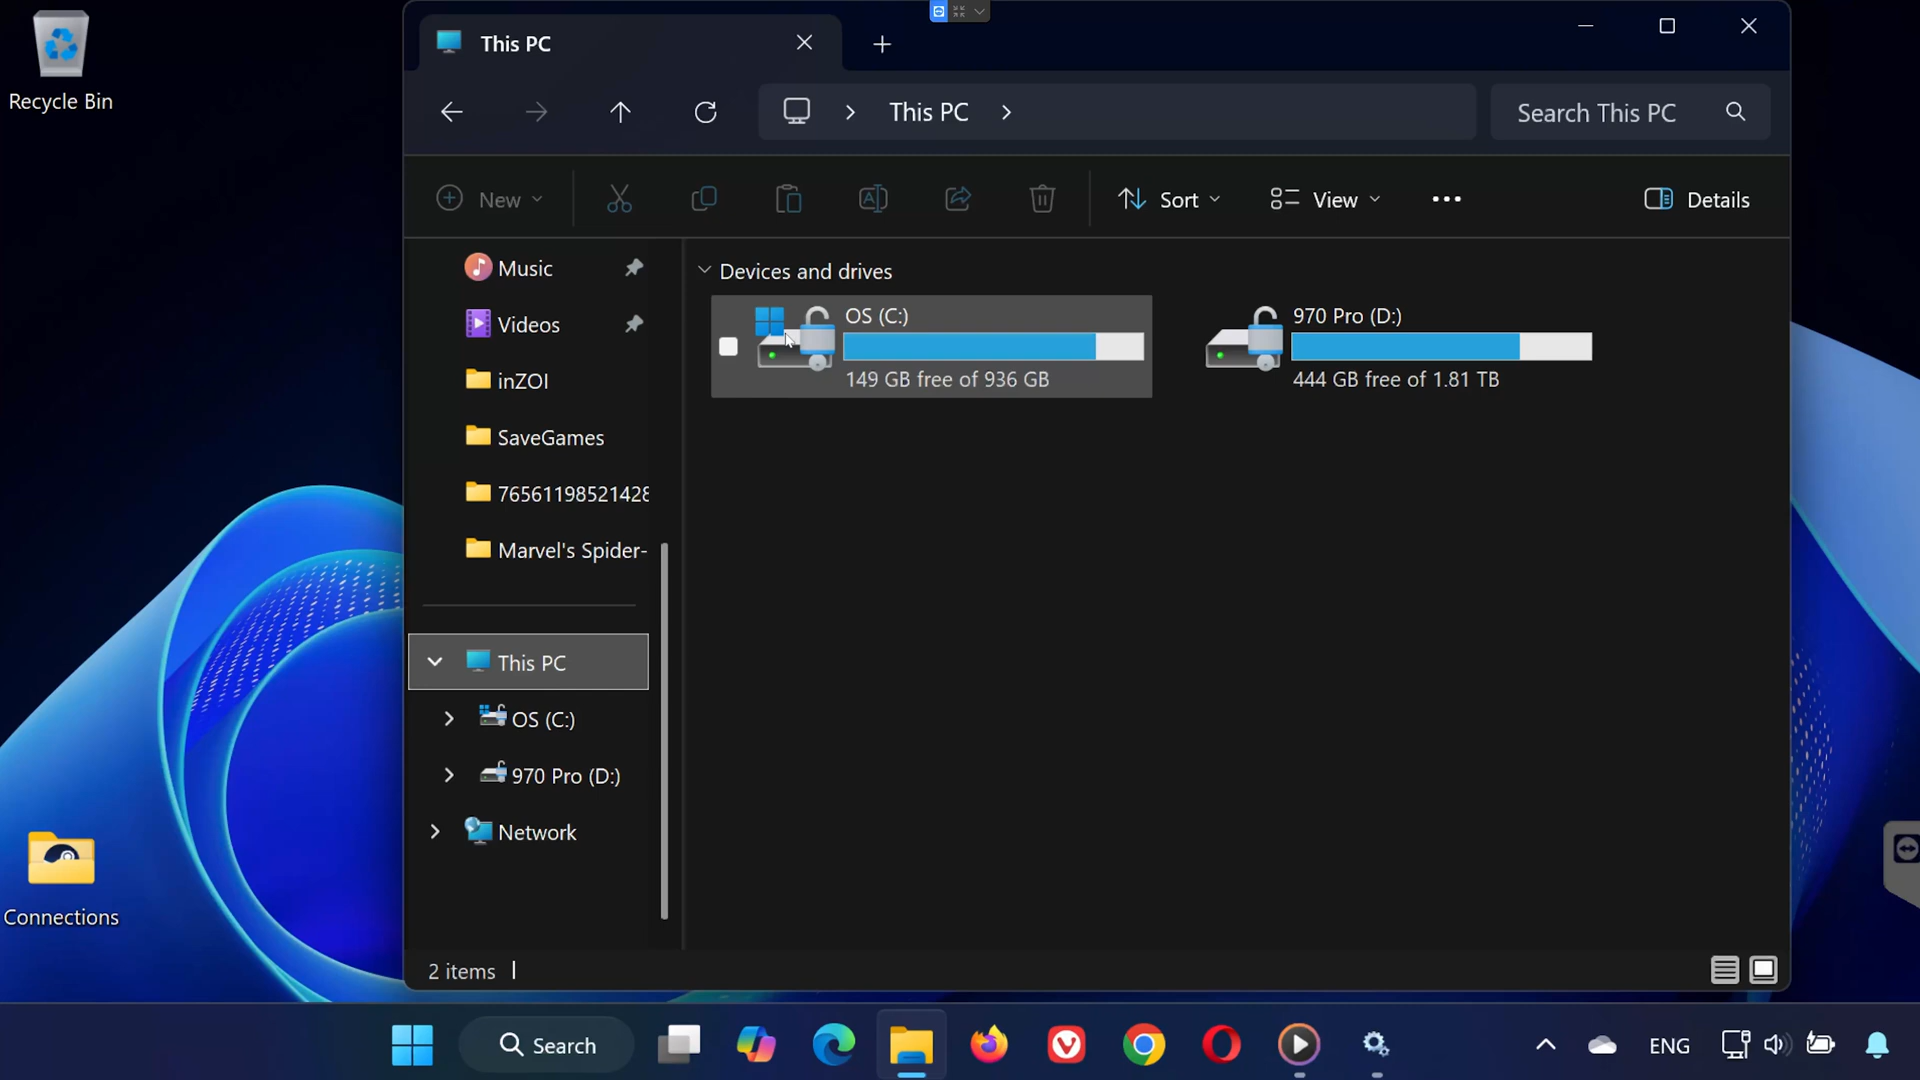 Recycle Bin
This PC
This PC
Search This PC
New
Sort
View
Details
Music
Videos
inZOI
SaveGames
76561198521428
Marvel's Spider-
This PC
OS (C:)
970 Pro (D:)
Network
Devices and drives
OS (C:)
149 GB free of 936 GB
970 Pro (D:)
444 GB free of 1.81 TB
Connections
2 items
Search
ENG